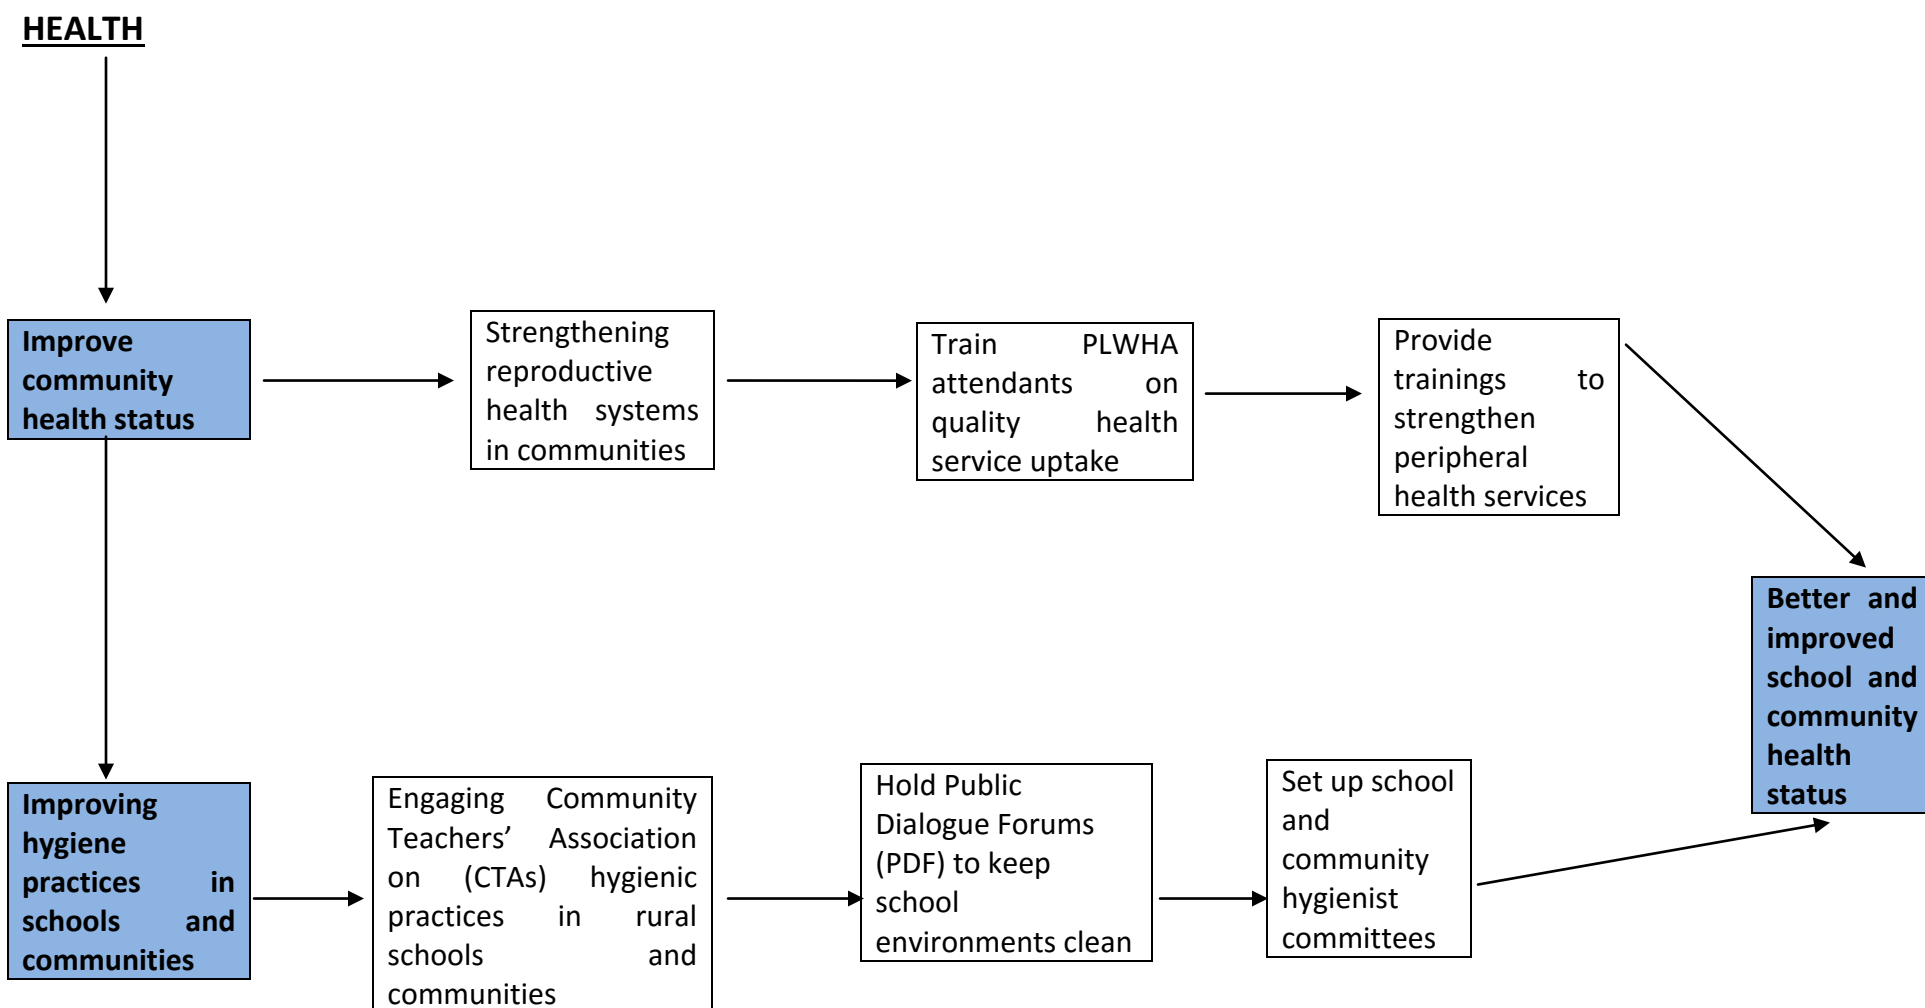 HEALTH
Improve
community
health status
Strengthening
reproductive
health systems
in communities
Train PLWHA
attendants on
quality health
service uptake
Provide
trainings to
strengthen
peripheral
health services
Better and
improved
school and
community
health
status
Improving
hygiene
practices in
schools and
communities
Engaging Community
Teachers’ Association
on (CTAs) hygienic
practices in rural
schools and
communities
Hold Public
Dialogue Forums
(PDF) to keep
school
environments clean
Set up school
and
community
hygienist
committees